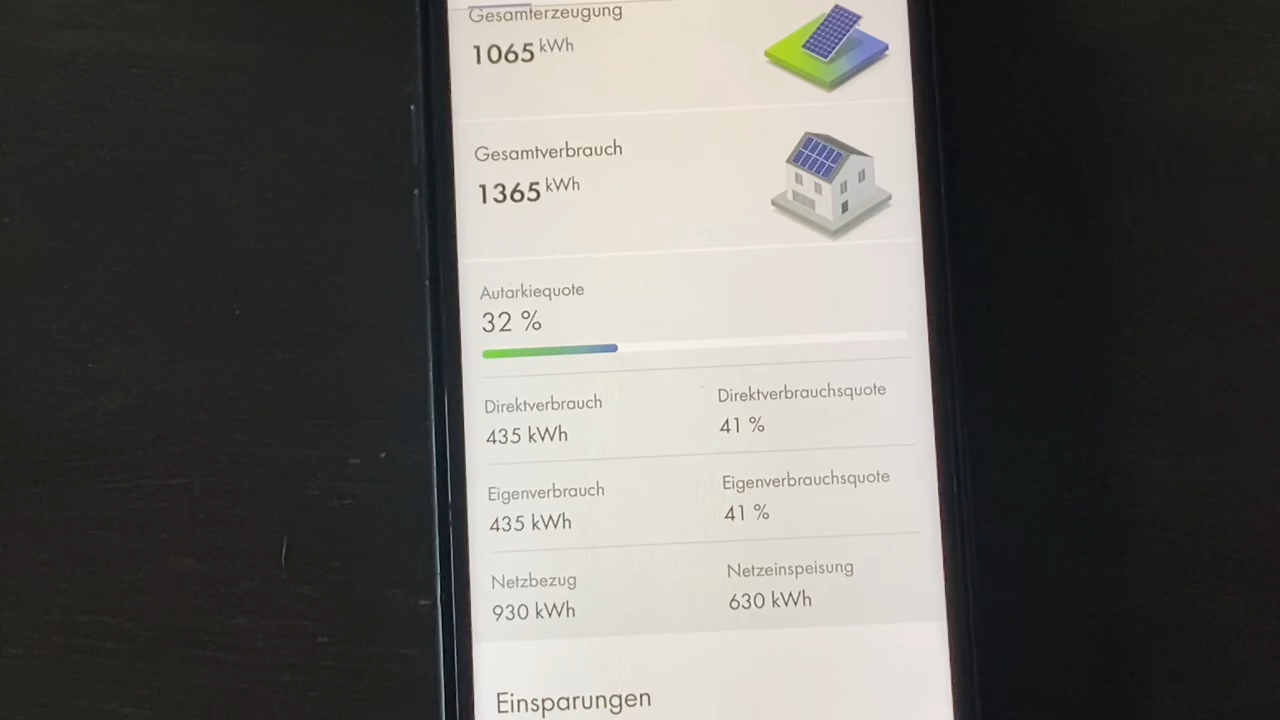 Gesamterzeugung
1065 kWh
Gesamtverbrauch
1365 kWh
Autarkiequote
32 %
Direktverbrauch
Direktverbrauchsquote
435 kWh
41 %
Eigenverbrauch
Eigenverbrauchsquote
435 kWh
41 %
Netzbezug
Netzeinspeisung
930 kWh
630 kWh
Einsparungen